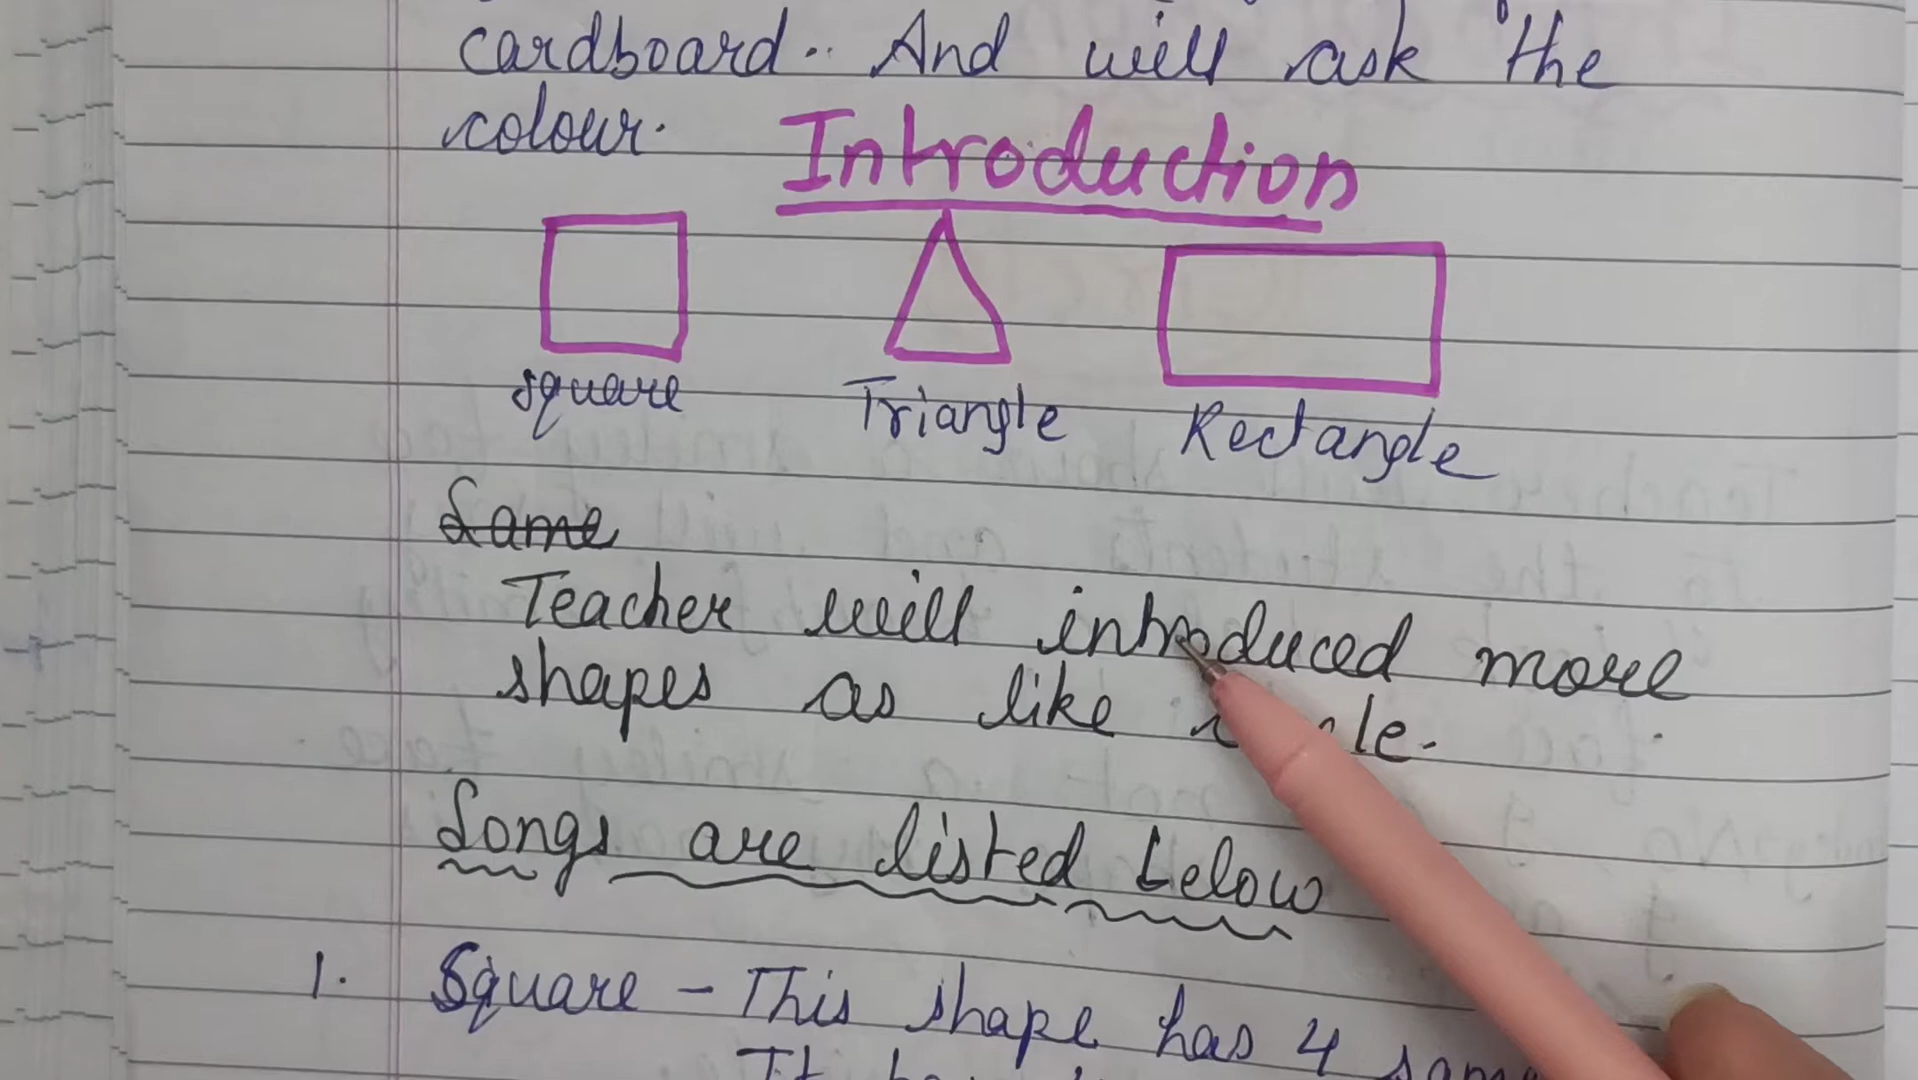 cardboard.. And will ask the
colour.
Introduction
square Triangle Rectangle
Same
Teacher will introduced more
shapes as like
Songs are listed below
1. Square - This shape has 4